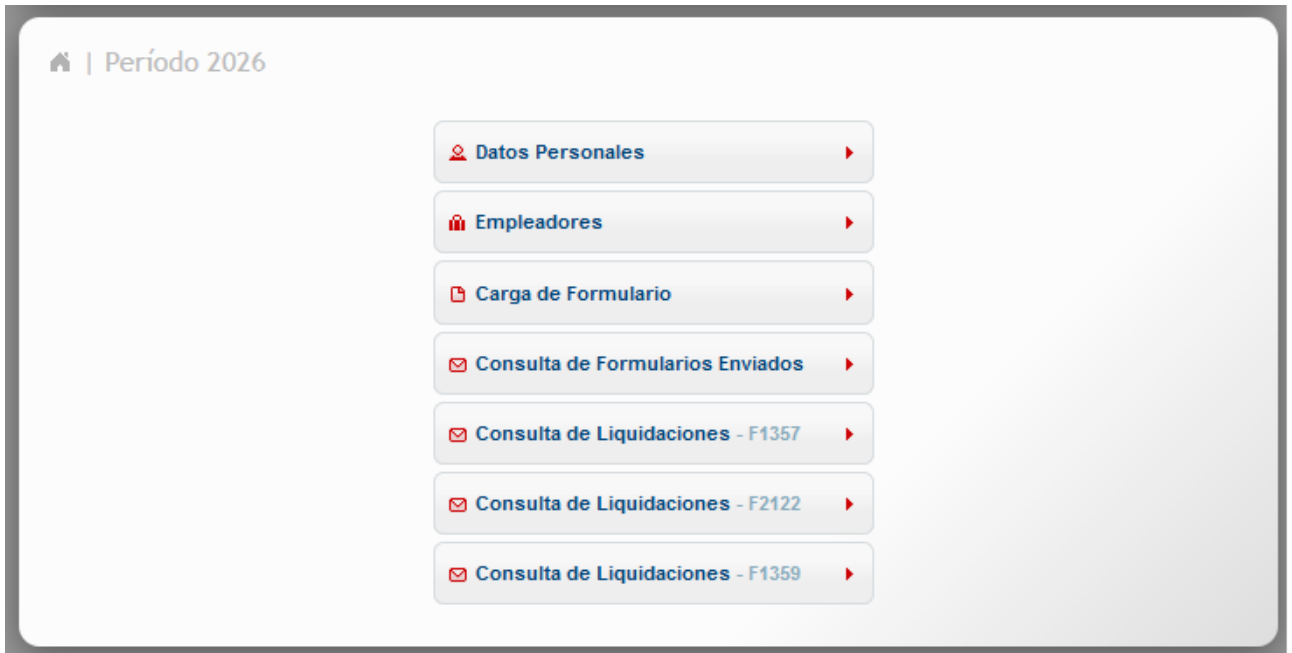 | Período 2026
Datos Personales
Empleadores
Carga de Formulario
Consulta de Formularios Enviados
Consulta de Liquidaciones - F1357
Consulta de Liquidaciones - F2122
Consulta de Liquidaciones - F1359